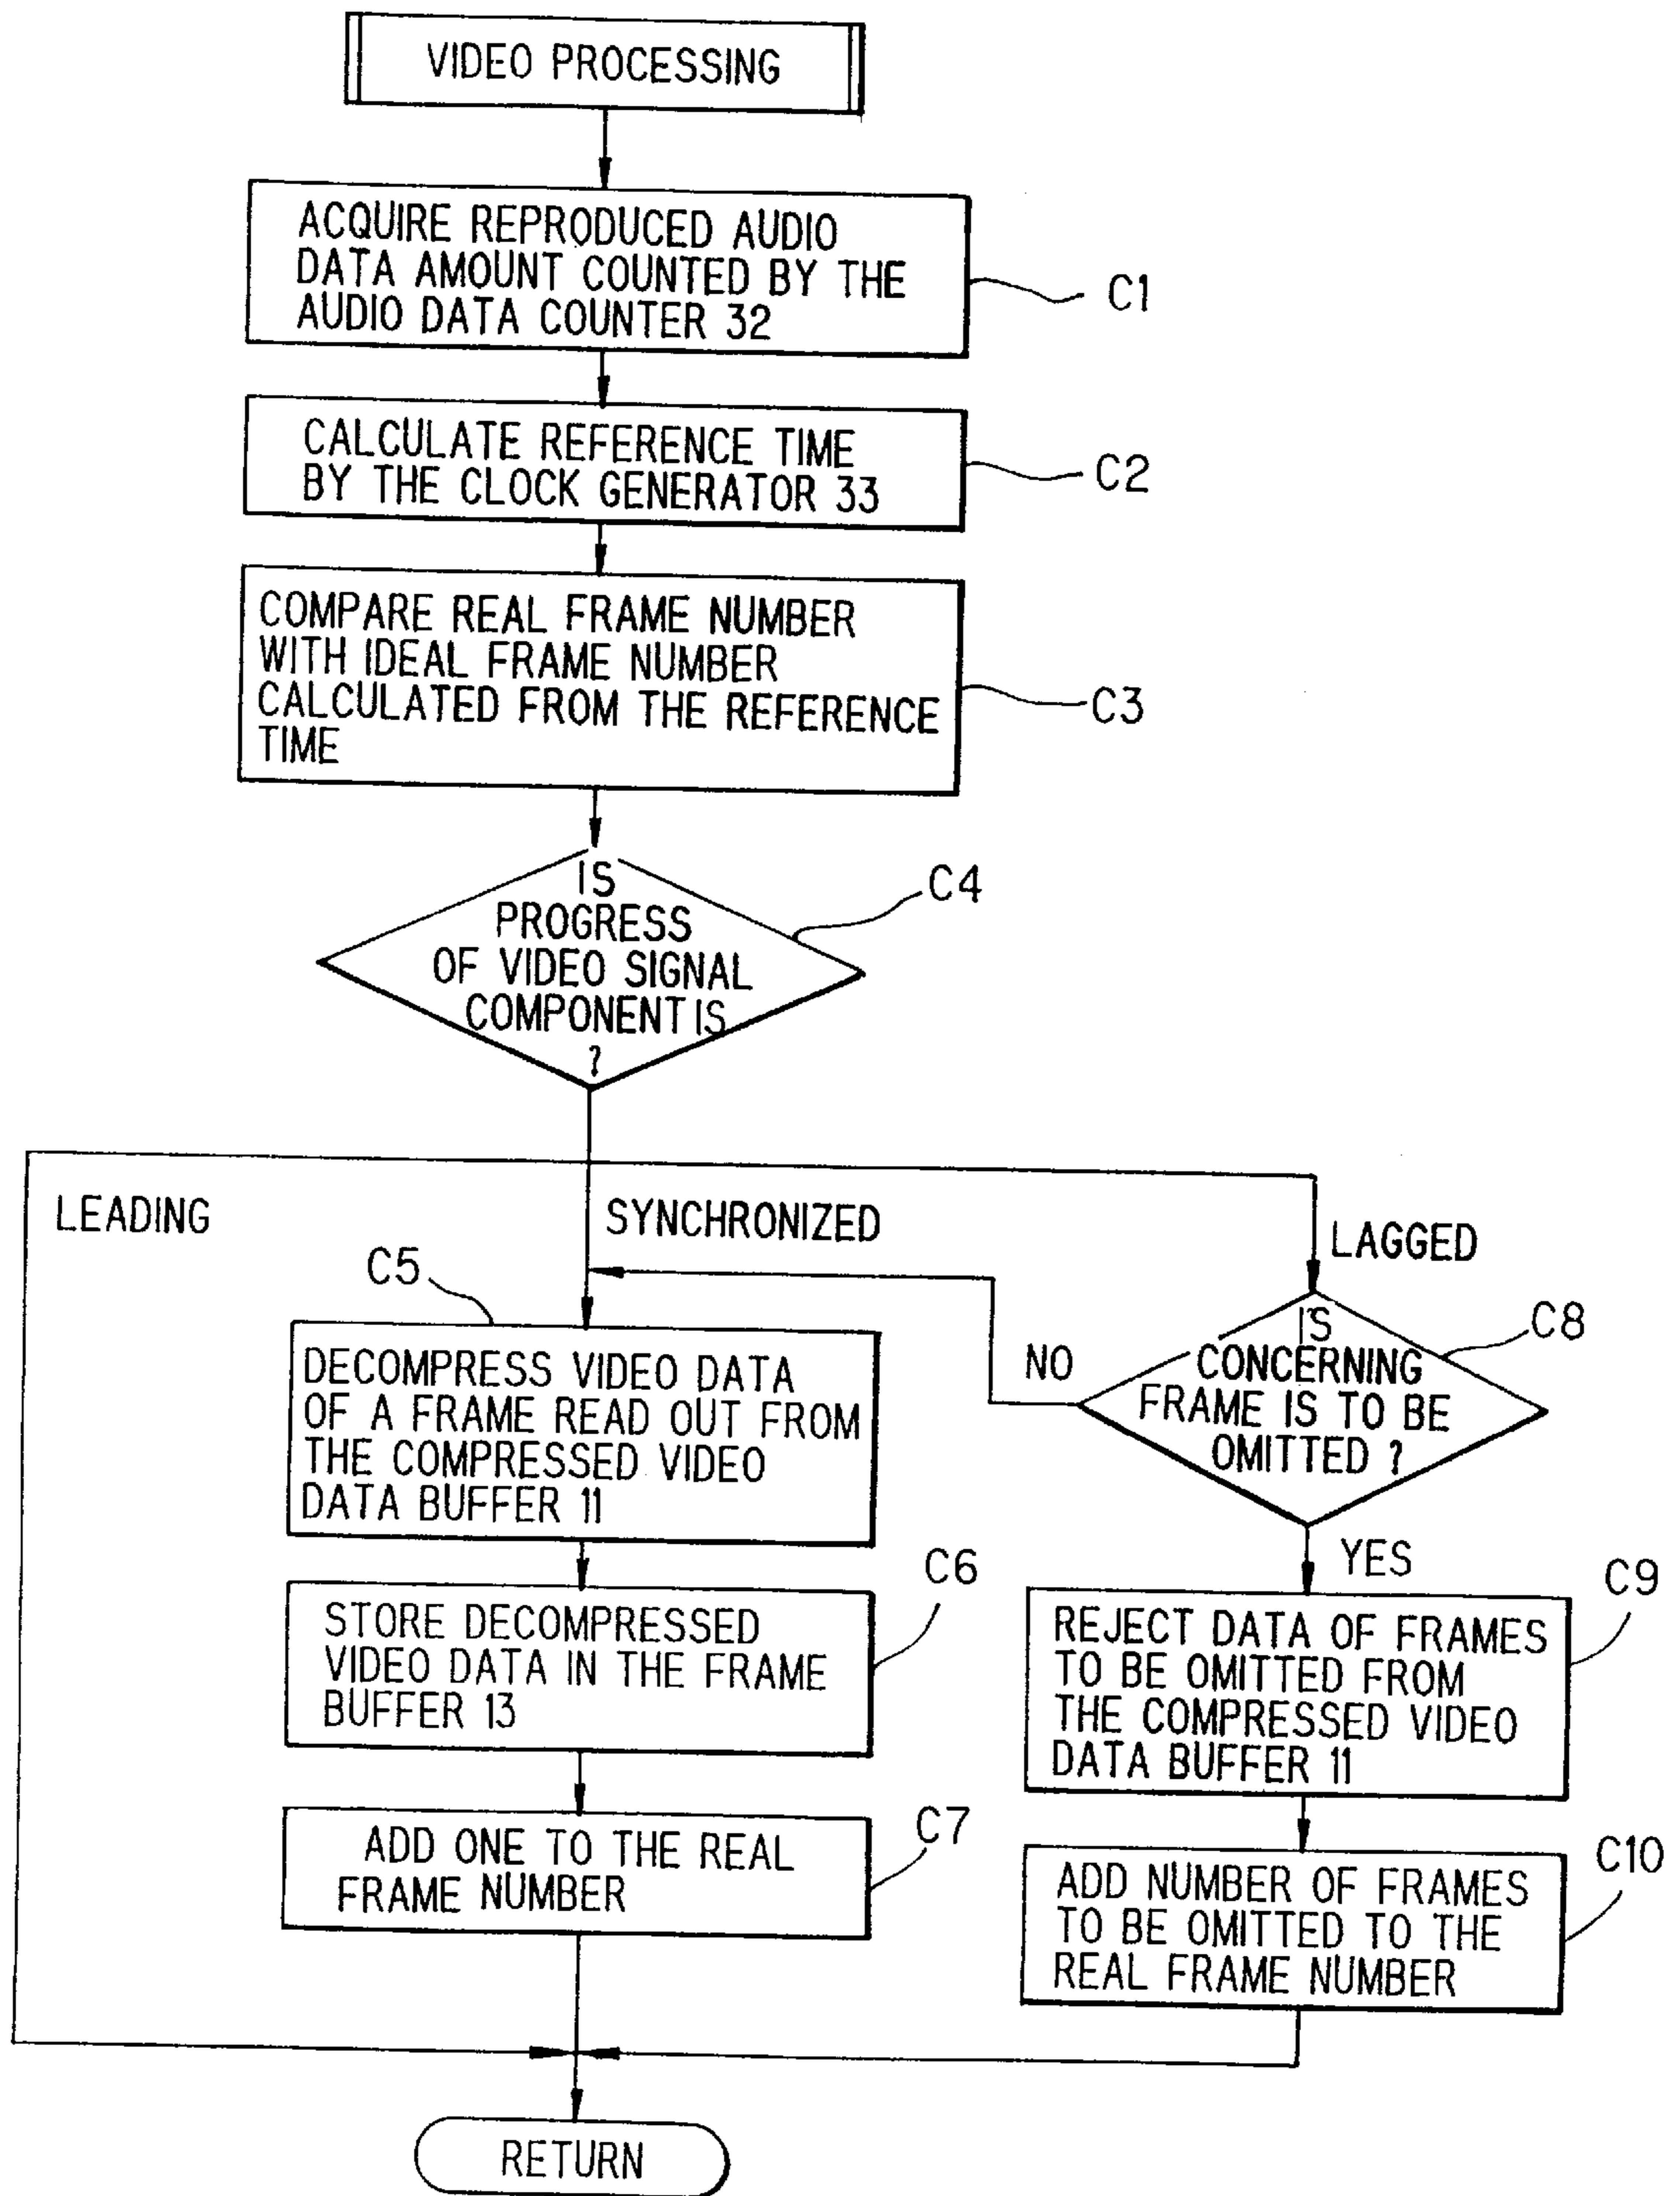 VIDEO PROCESSING
ACQUIRE REPRODUCED AUDIO
DATA AMOUNT COUNTED BY THE
AUDIO DATA COUNTER 32
C1
CALCULATE REFERENCE TIME
BY THE CLOCK GENERATOR 33
C2
COMPARE REAL FRAME NUMBER
WITH IDEAL FRAME NUMBER
CALCULATED FROM THE REFERENCE
TIME
C3
IS
PROGRESS
OF VIDEO SIGNAL
COMPONENT IS
?
C4
LEADING
SYNCHRONIZED
LAGGED
C5
DECOMPRESS VIDEO DATA
OF A FRAME READ OUT FROM
THE COMPRESSED VIDEO
DATA BUFFER 11
NO
IS
CONCERNING
FRAME IS TO BE
OMITTED ?
C8
YES
C6
STORE DECOMPRESSED
VIDEO DATA IN THE FRAME
BUFFER 13
C9
REJECT DATA OF FRAMES
TO BE OMITTED FROM
THE COMPRESSED VIDEO
DATA BUFFER 11
C7
ADD ONE TO THE REAL
FRAME NUMBER
C10
ADD NUMBER OF FRAMES
TO BE OMITTED TO THE
REAL FRAME NUMBER
RETURN